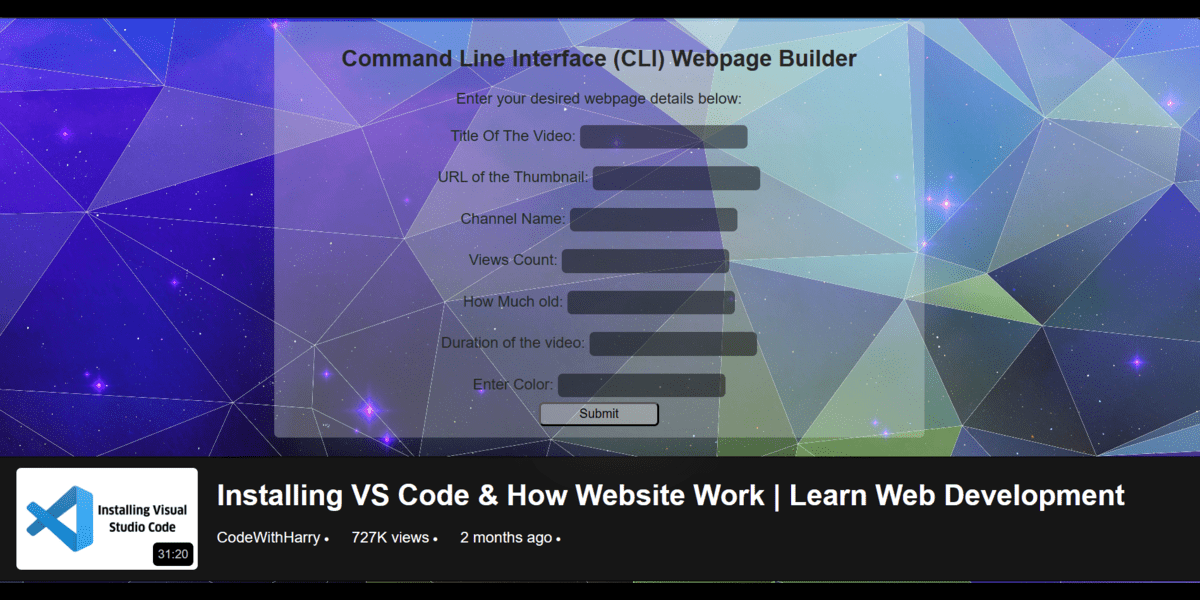 Command Line Interface (CLI) Webpage Builder
Enter your desired webpage details below:
Title Of The Video:
URL of the Thumbnail:
Channel Name:
Views Count:
How Much old:
Duration of the video:
Enter Color:
Submit
Installing Visual
Studio Code
31:20
Installing VS Code & How Website Work | Learn Web Development
CodeWithHarry • 727K views • 2 months ago •